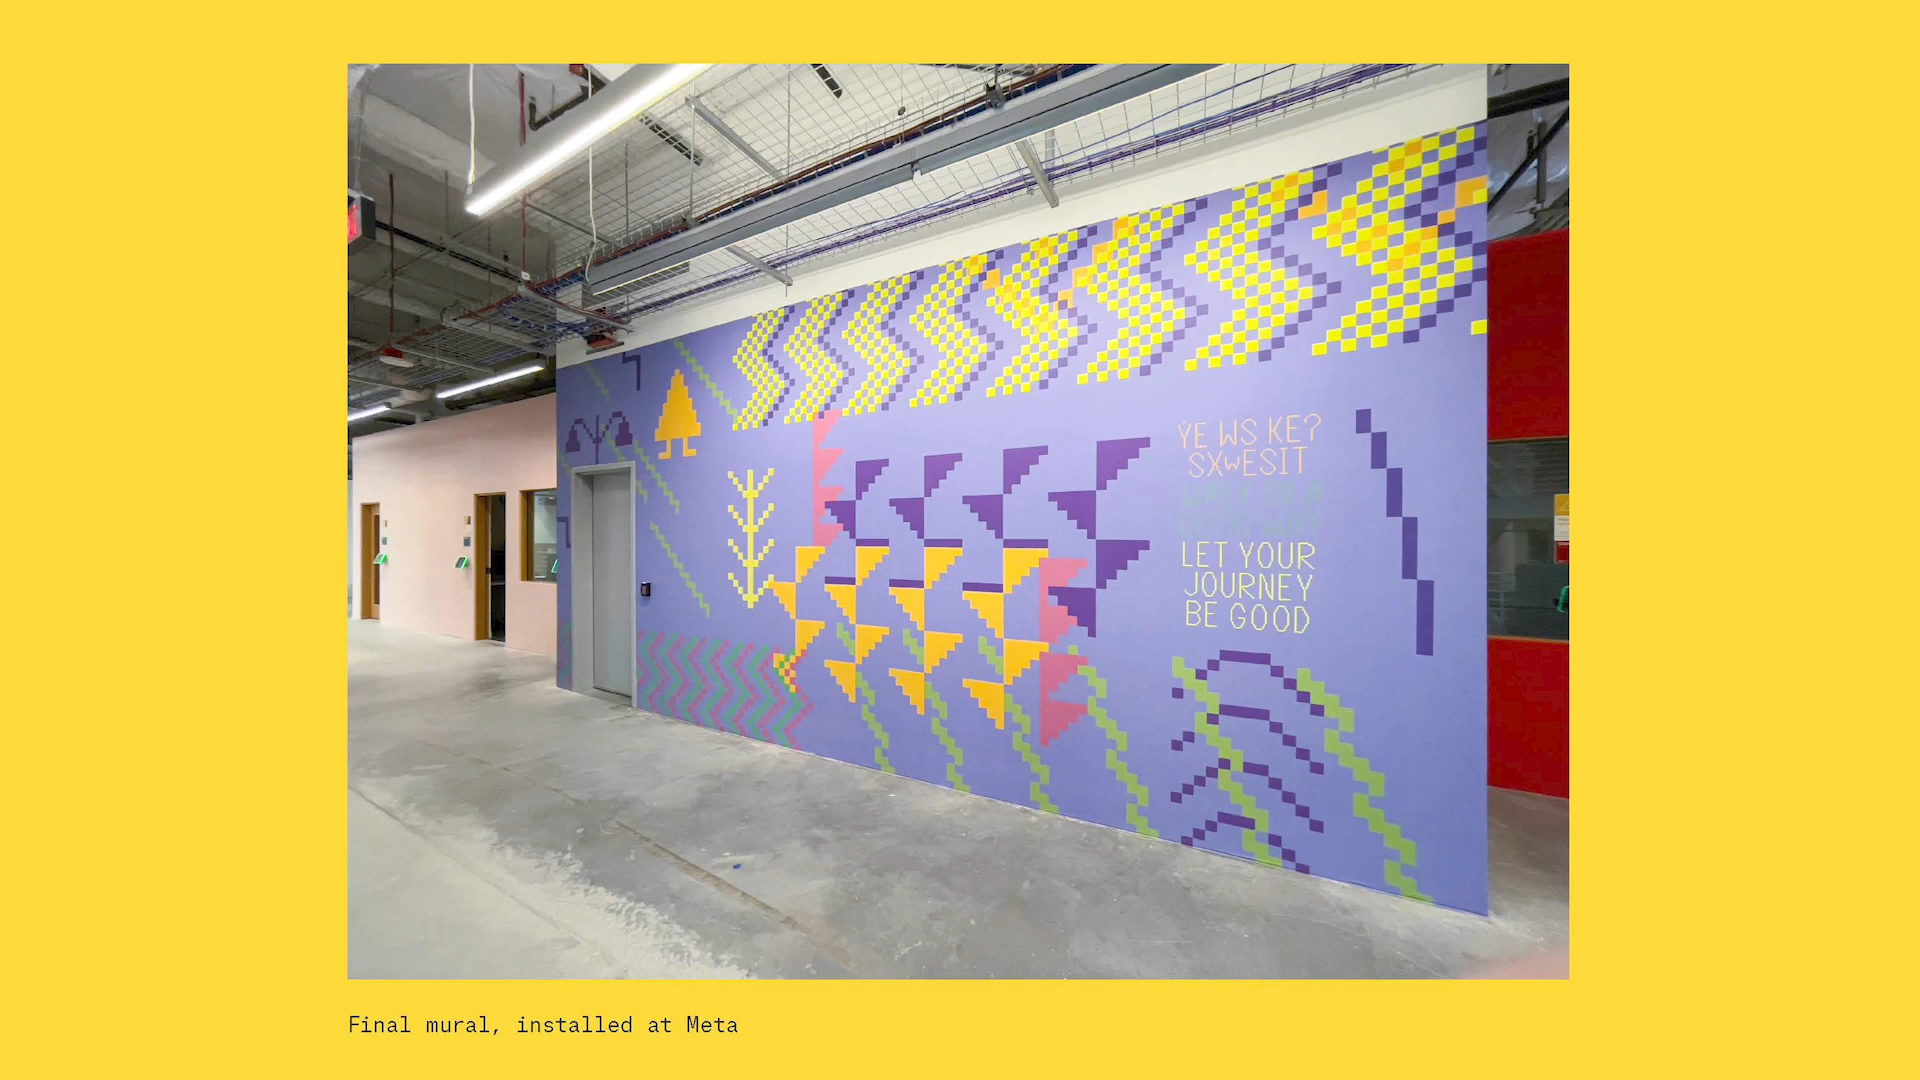 YE WS KE?
SXwESIT
LET YOUR
JOURNEY
BE GOOD
Final mural, installed at Meta